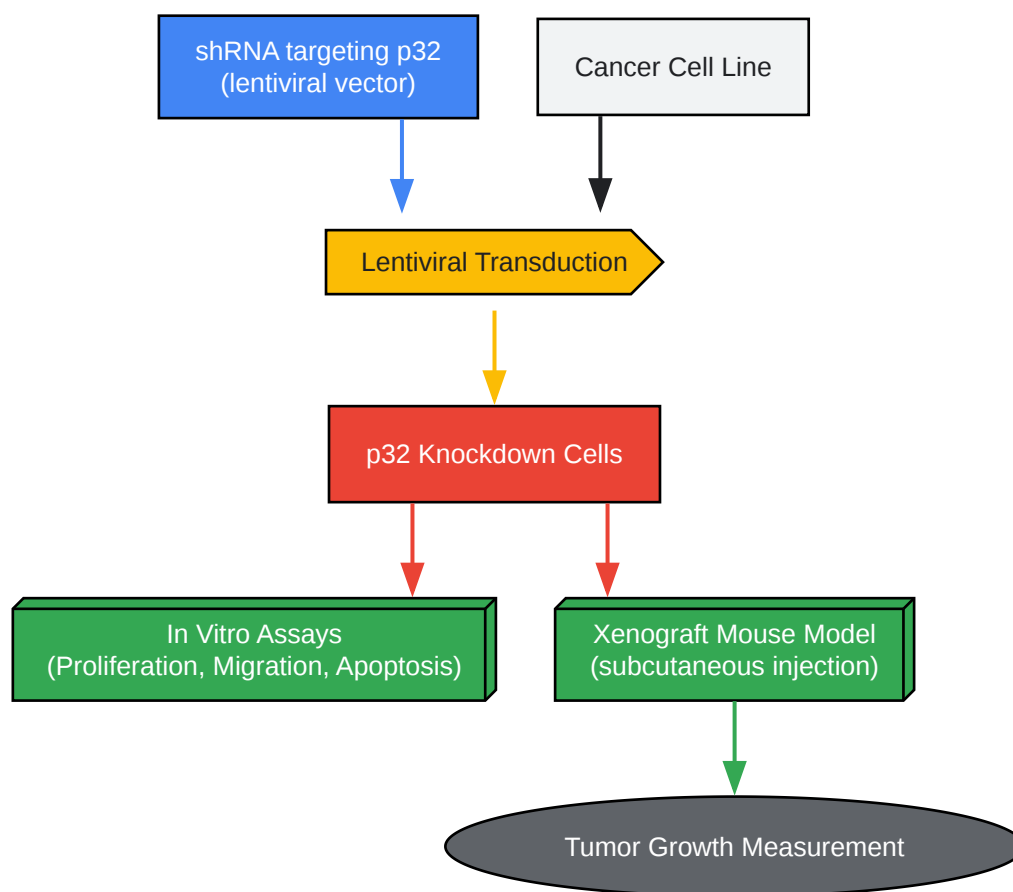 shRNA targeting p32
(lentiviral vector)
Cancer Cell Line
Lentiviral Transduction
p32 Knockdown Cells
In Vitro Assays
(Proliferation, Migration, Apoptosis)
Xenograft Mouse Model
(subcutaneous injection)
Tumor Growth Measurement